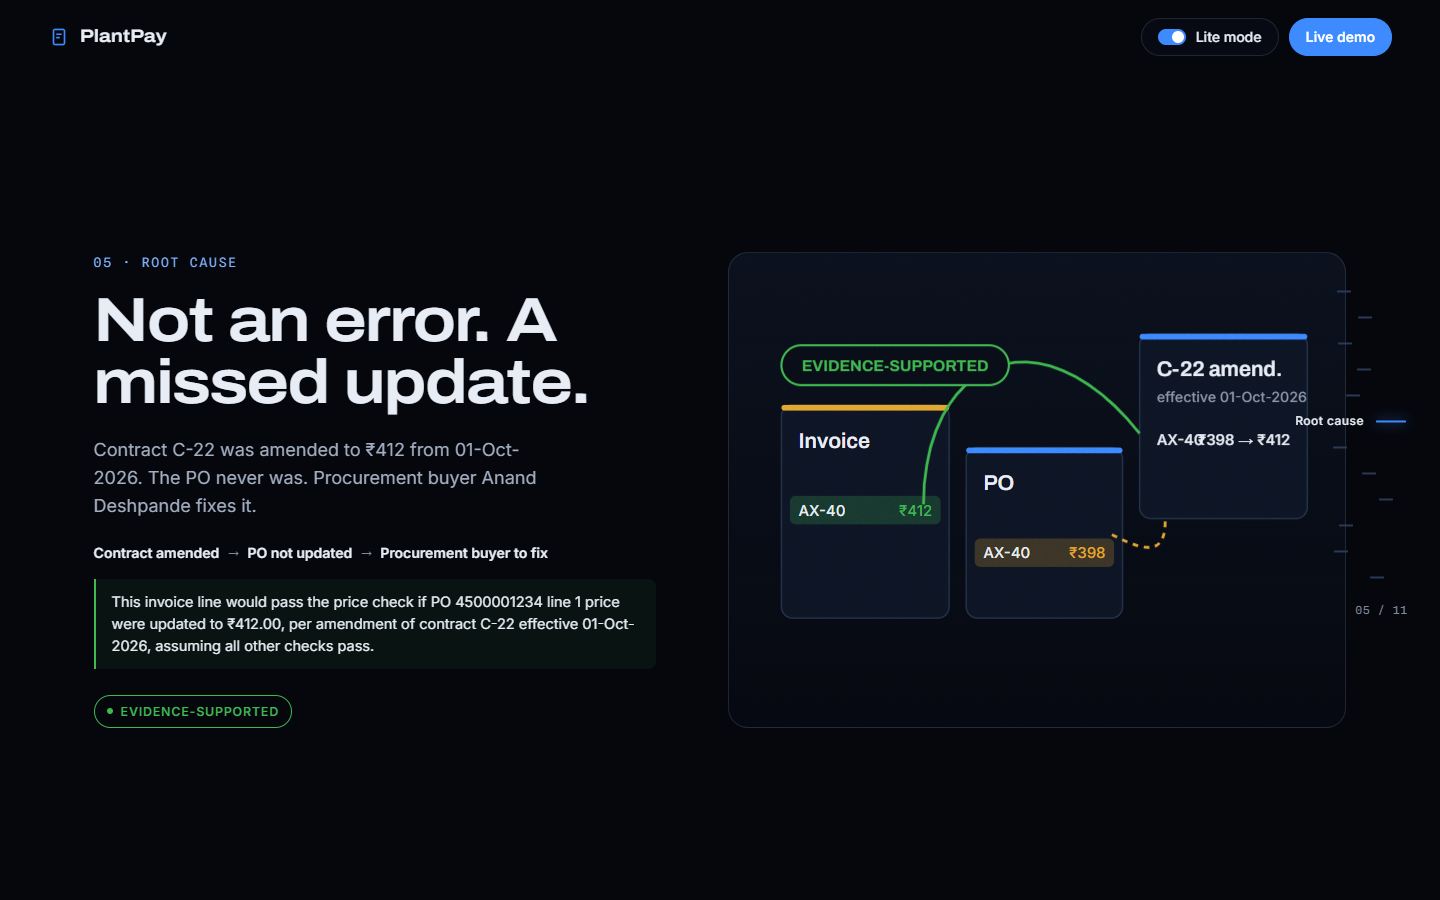 PlantPay
Lite mode
Live demo
05 · ROOT CAUSE
Not an error. A
missed update.
Contract C-22 was amended to ₹412 from 01-Oct-
2026. The PO never was. Procurement buyer Anand
Deshpande fixes it.
Contract amended → PO not updated → Procurement buyer to fix
This invoice line would pass the price check if PO 4500001234 line 1 price
were updated to ₹412.00, per amendment of contract C-22 effective 01-Oct-
2026, assuming all other checks pass.
EVIDENCE-SUPPORTED
EVIDENCE-SUPPORTED
Invoice
AX-40 ₹412
PO
AX-40 ₹398
C-22 amend.
effective 01-Oct-2026
AX-40 ₹398 → ₹412
Root cause
05 / 11